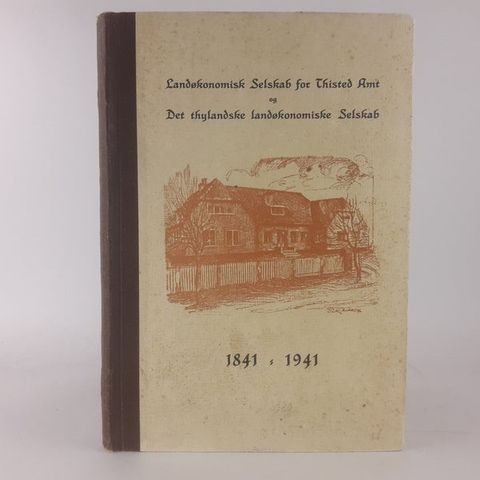 Landøkonomisk Selskab for Thisted Amt
og
Det thylandske landøkonomiske Selskab
1841 - 1941